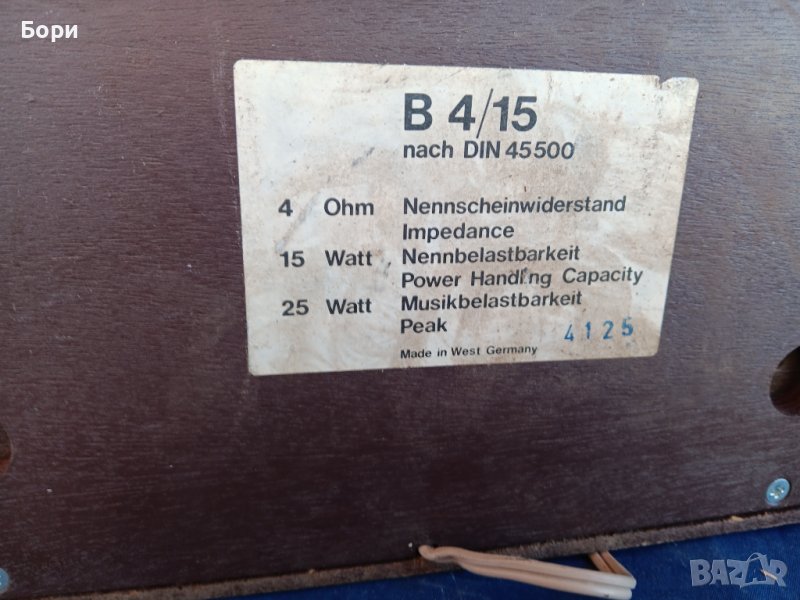 Бори
B 4/15
nach DIN 45500
4 Ohm Nennscheinwiderstand
Impedance
15 Watt Nennbelastbarkeit
Power Handling Capacity
25 Watt Musikbelastbarkeit
Peak
4125
Made in West Germany
BAZAR